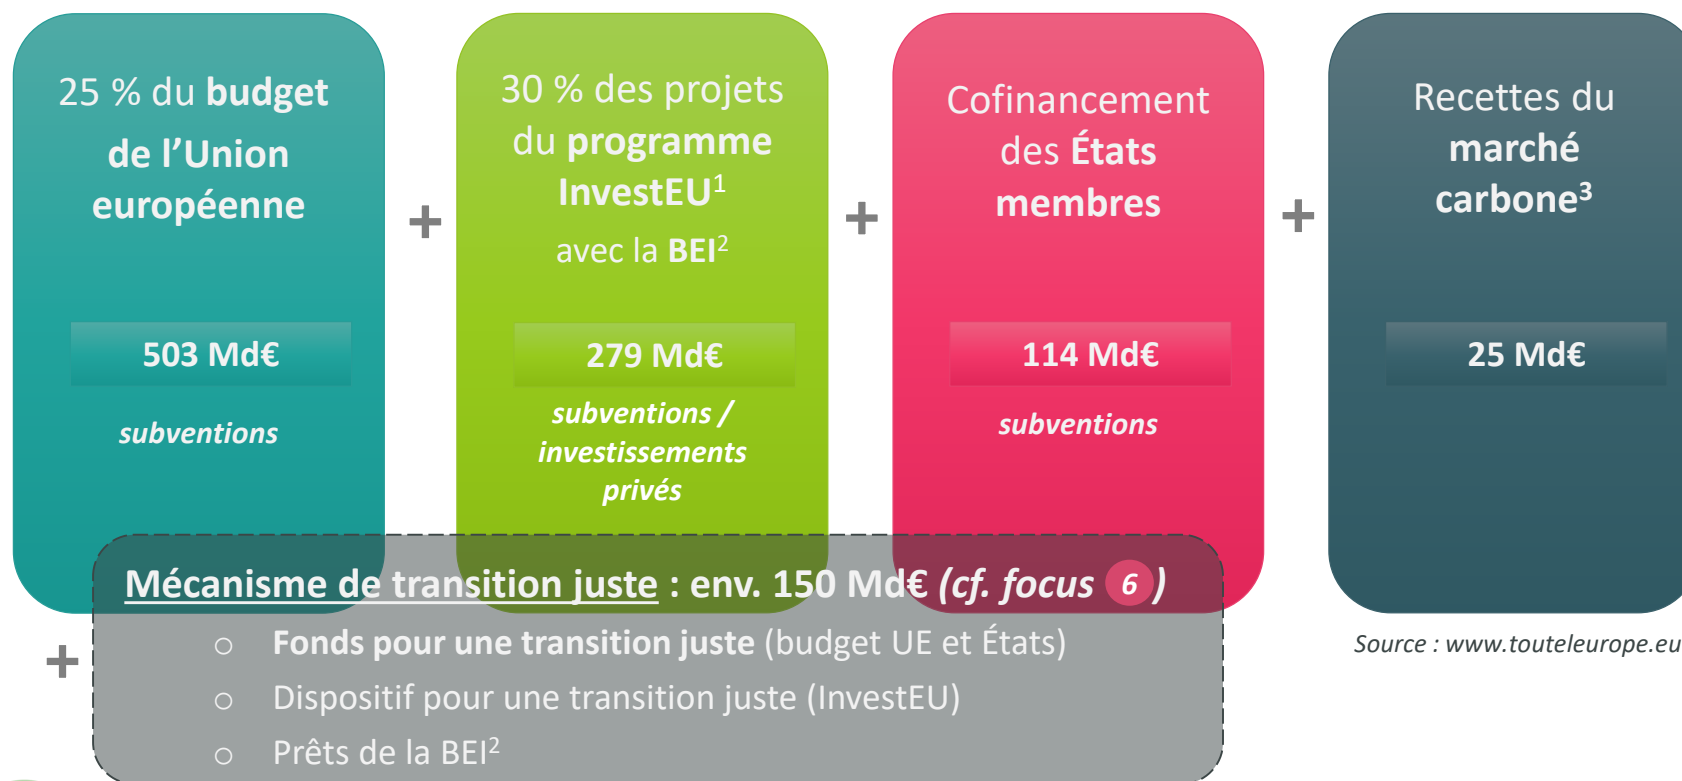 25 % du budget
de l’Union
européenne
503 Md€
subventions
+
30 % des projets
du programme
InvestEU¹
avec la BEI²
279 Md€
subventions /
investissements
privés
+
Cofinancement
des États
membres
114 Md€
subventions
+
Recettes du
marché
carbone³
25 Md€
+
Mécanisme de transition juste : env. 150 Md€ (cf. focus 6)
o Fonds pour une transition juste (budget UE et États)
o Dispositif pour une transition juste (InvestEU)
o Prêts de la BEI²
Source : www.touteleurope.eu